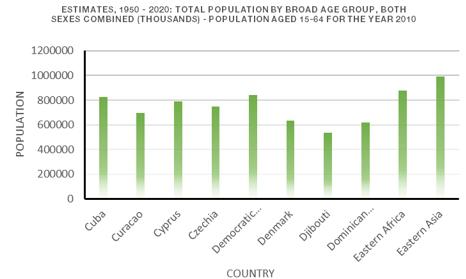 ESTIMATES, 1950 - 2020: TOTAL POPULATION BY BROAD AGE GROUP, BOTH
SEXES COMBINED (THOUSANDS) - POPULATION AGED 15-64 FOR THE YEAR 2010
1200000
1000000
800000
600000
400000
200000
0
POPULATION
Cuba
Curacao
Cyprus
Czechia
Democratic...
Denmark
Djibouti
Dominican...
Eastern Africa
Eastern Asia
COUNTRY